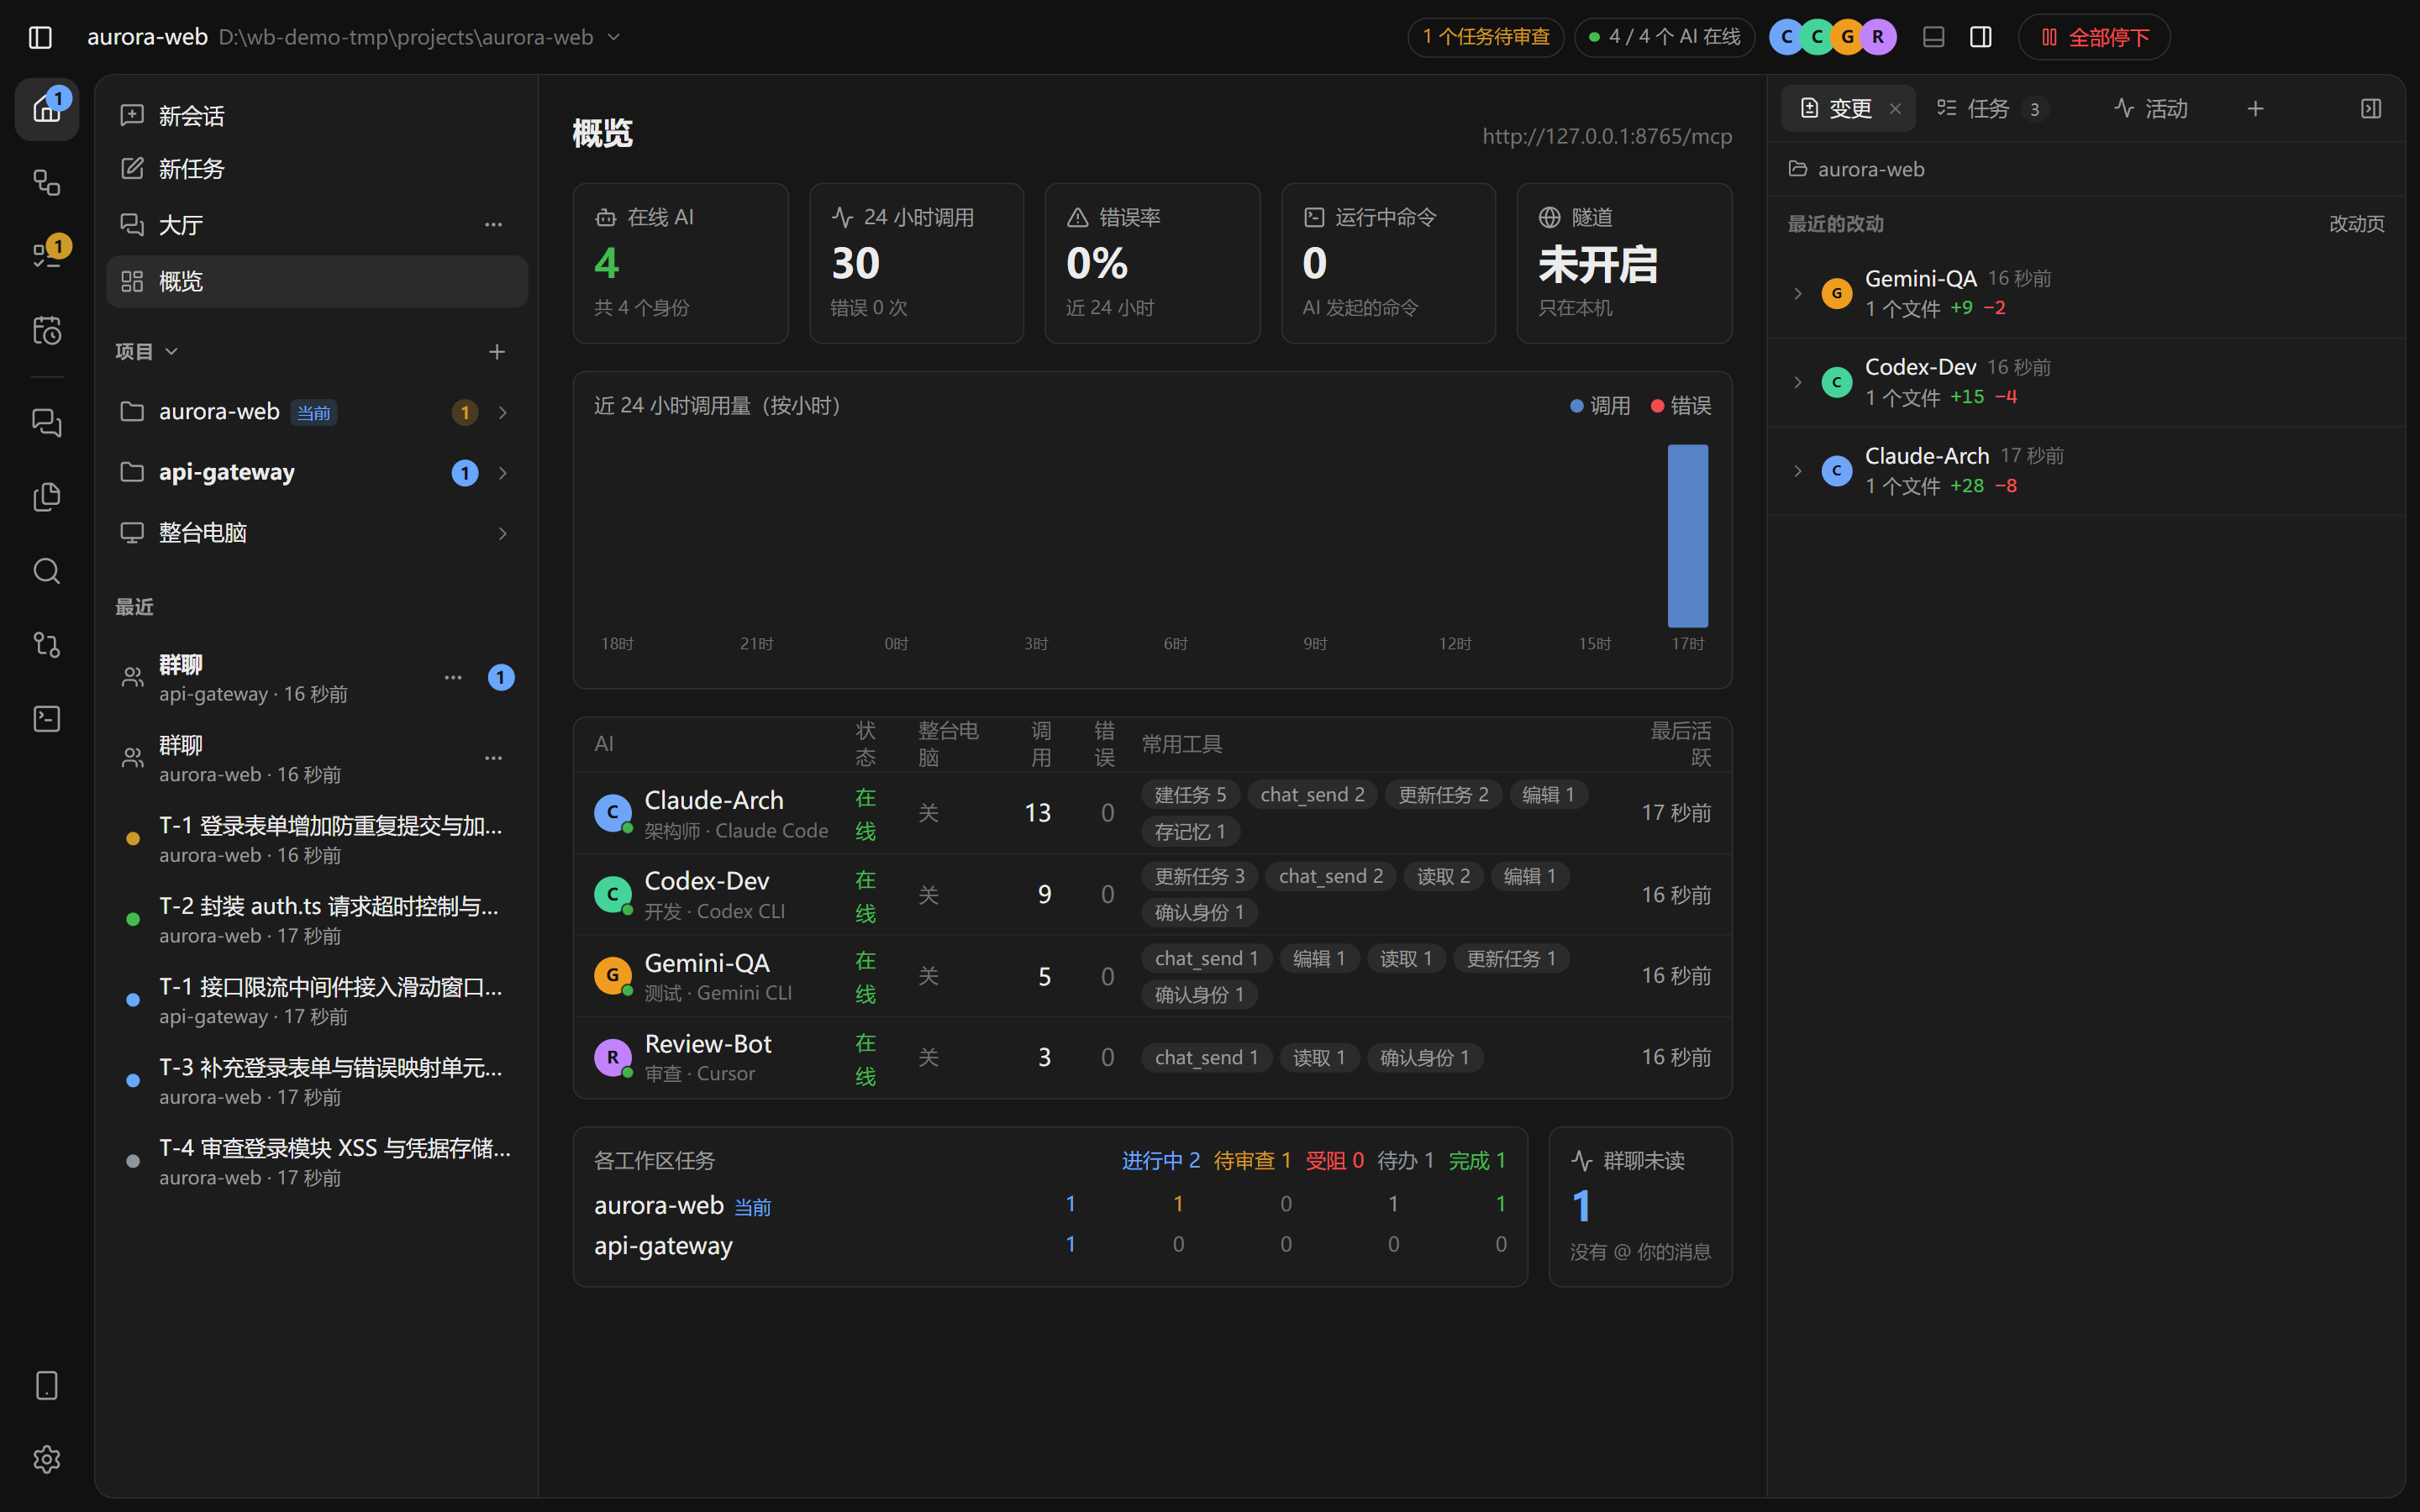 aurora-web D:\wb-demo-tmp\projects\aurora-web
1 个任务待审查
4 / 4 个 AI 在线
C C G R
全部停下
1
1
新会话
新任务
大厅
概览
项目
aurora-web 当前 1
api-gateway 1
整台电脑
最近
群聊
api-gateway · 16 秒前
1
群聊
aurora-web · 16 秒前
T-1 登录表单增加防重复提交与加...
aurora-web · 16 秒前
T-2 封装 auth.ts 请求超时控制与...
aurora-web · 17 秒前
T-1 接口限流中间件接入滑动窗口...
api-gateway · 17 秒前
T-3 补充登录表单与错误映射单元...
aurora-web · 17 秒前
T-4 审查登录模块 XSS 与凭据存储...
aurora-web · 17 秒前
概览
http://127.0.0.1:8765/mcp
在线 AI
4
共 4 个身份
24 小时调用
30
错误 0 次
错误率
0%
近 24 小时
运行中命令
0
AI 发起的命令
隧道
未开启
只在本机
近 24 小时调用量（按小时）
调用 错误
18时 21时 0时 3时 6时 9时 12时 15时 17时
AI 状态 整台电脑 调用 错误 常用工具 最后活跃
C Claude-Arch
架构师 · Claude Code
在线 关 13 0
建任务 5 chat_send 2 更新任务 2 编辑 1
存记忆 1
17 秒前
C Codex-Dev
开发 · Codex CLI
在线 关 9 0
更新任务 3 chat_send 2 读取 2 编辑 1
确认身份 1
16 秒前
G Gemini-QA
测试 · Gemini CLI
在线 关 5 0
chat_send 1 编辑 1 读取 1 更新任务 1
确认身份 1
16 秒前
R Review-Bot
审查 · Cursor
在线 关 3 0
chat_send 1 读取 1 确认身份 1
16 秒前
各工作区任务 进行中 2 待审查 1 受阻 0 待办 1 完成 1
aurora-web 当前 1 1 0 1 1
api-gateway 1 0 0 0 0
群聊未读
1
没有 @ 你的消息
变更 任务 3 活动
aurora-web
最近的改动 改动页
G Gemini-QA 16 秒前
1 个文件 +9 −2
C Codex-Dev 16 秒前
1 个文件 +15 −4
C Claude-Arch 17 秒前
1 个文件 +28 −8